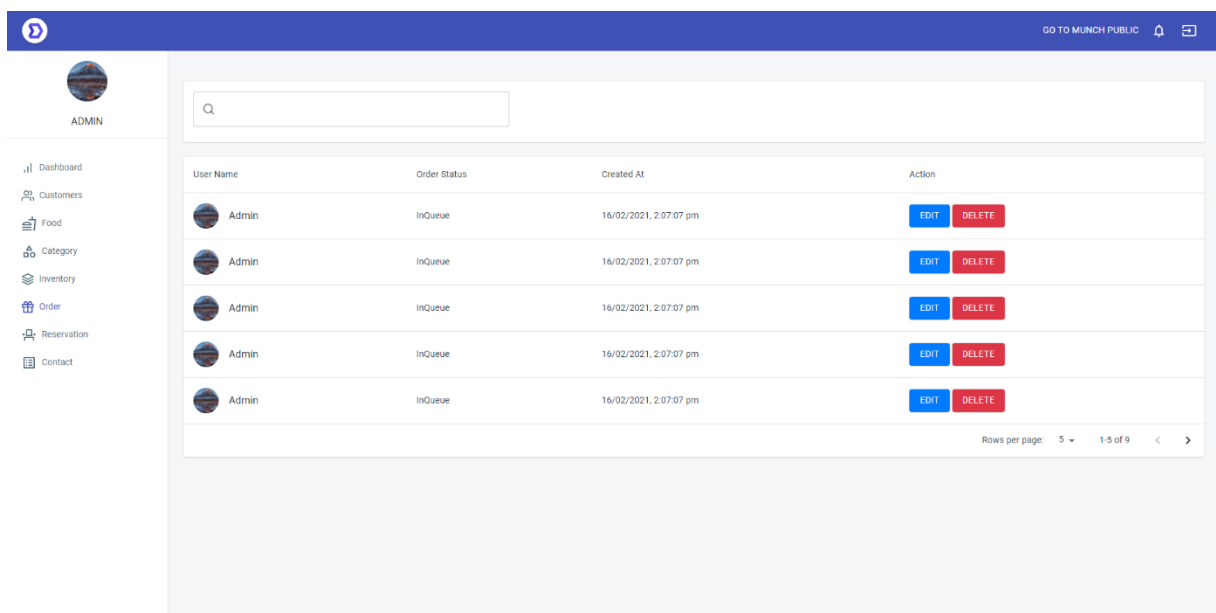 GO TO MUNCH PUBLIC
ADMIN
Dashboard
Customers
Food
Category
Inventory
Order
Reservation
Contact
User Name Order Status Created At Action
Admin InQueue 16/02/2021, 2:07:07 pm EDIT DELETE
Admin InQueue 16/02/2021, 2:07:07 pm EDIT DELETE
Admin InQueue 16/02/2021, 2:07:07 pm EDIT DELETE
Admin InQueue 16/02/2021, 2:07:07 pm EDIT DELETE
Admin InQueue 16/02/2021, 2:07:07 pm EDIT DELETE
Rows per page: 5 1-5 of 9